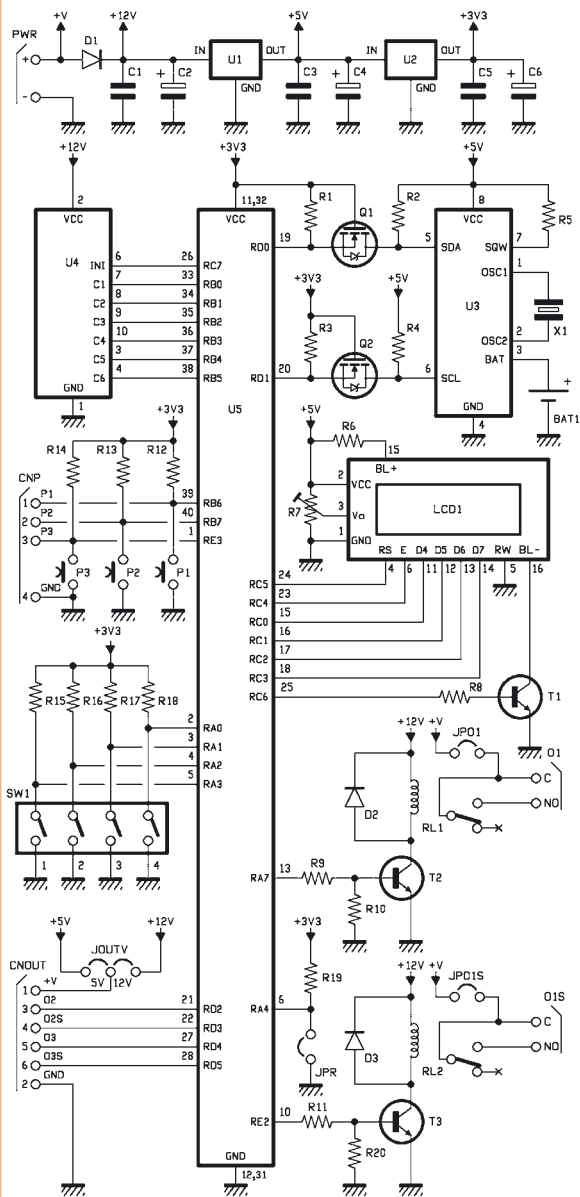 +V +12V +5V +3V3
PWR
D1
+
-
C1
+
C2
IN U1 OUT
GND
C3
+
C4
IN U2 OUT
GND
C5
+
C6
+12V
2
VCC
U4
INI 6 26 RC7
C1 7 33 RB0
C2 8 34 RB1
C3 9 35 RB2
C4 10 36 RB3
C5 3 37 RB4
C6 4 38 RB5
GND
1
+3V3
11,32
VCC
U5
R1
Q1
R2
+5V
8
VCC
R5
19
RD0
5
SDA
SQW
7
OSC1
1
U3
X1
OSC2
2
BAT
3
+
BAT1
+3V3
R3
Q2
+5V
R4
20
RD1
6
SCL
GND
4
+3V3
R14 R13 R12
CNP
1 P1 39 RB6
2 P2 40 RB7
3 P3 1 RE3
4 GND
P3 P2 P1
+5V
R6
15
BL+
2
VCC
R7
3
Vo
1
GND
LCD1
RS E D4 D5 D6 D7 RW BL-
4 6 11 12 13 14 5 16
RC5 24
RC4 23
RC0 15
RC1 16
RC2 17
RC3 18
RC6 25
R8
T1
+3V3
R15 R16 R17 R18
2 RA0
3 RA1
4 RA2
5 RA3
SW1
1 2 3 4
+12V +V
JPO1
O1
C
NO
D2
RL1
RA7 13 R9
R10
T2
+5V +12V
JOUTV
5V 12V
CNOUT
1 +V
3 O2 21 RD2
4 O2S 22 RD3
5 O3 27 RD4
6 O3S 28 RD5
2 GND
+3V3
R19
RA4 6
JPR
+12V +V
JPO1S
O1S
C
NO
D3
RL2
RE2 10 R11
R20
T3
GND
12,31